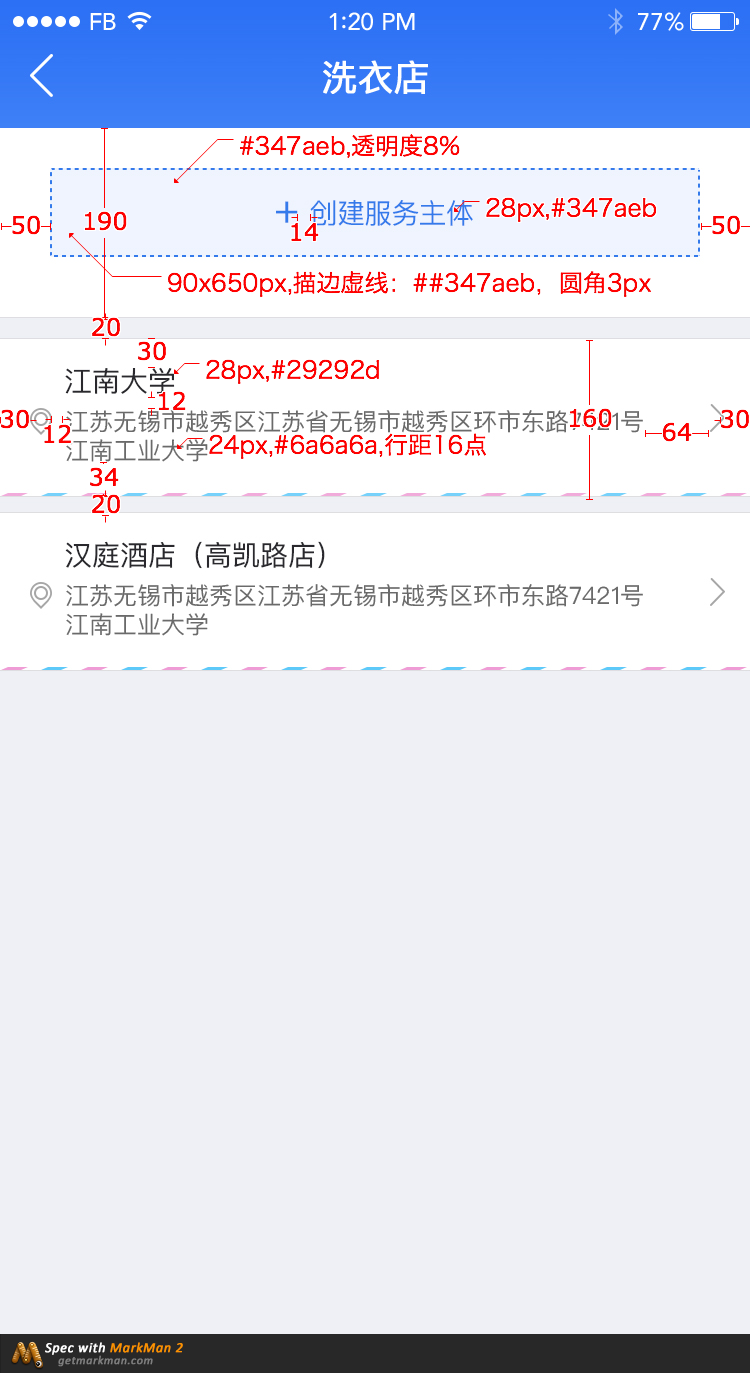 FB 1:20 PM 77%
洗衣店
#347aeb,透明度8%
190
50
+ 创建服务主体
28px,#347aeb
50
14
90x650px,描边虚线：##347aeb，圆角3px
20
30
江南大学
28px,#29292d
12
30
12
江苏无锡市越秀区江苏省无锡市越秀区环市东路7421号
160
64
30
江南工业大学
24px,#6a6a6a,行距16点
34
20
汉庭酒店（高凯路店）
江苏无锡市越秀区江苏省无锡市越秀区环市东路7421号
江南工业大学
Spec with MarkMan 2
getmarkman.com